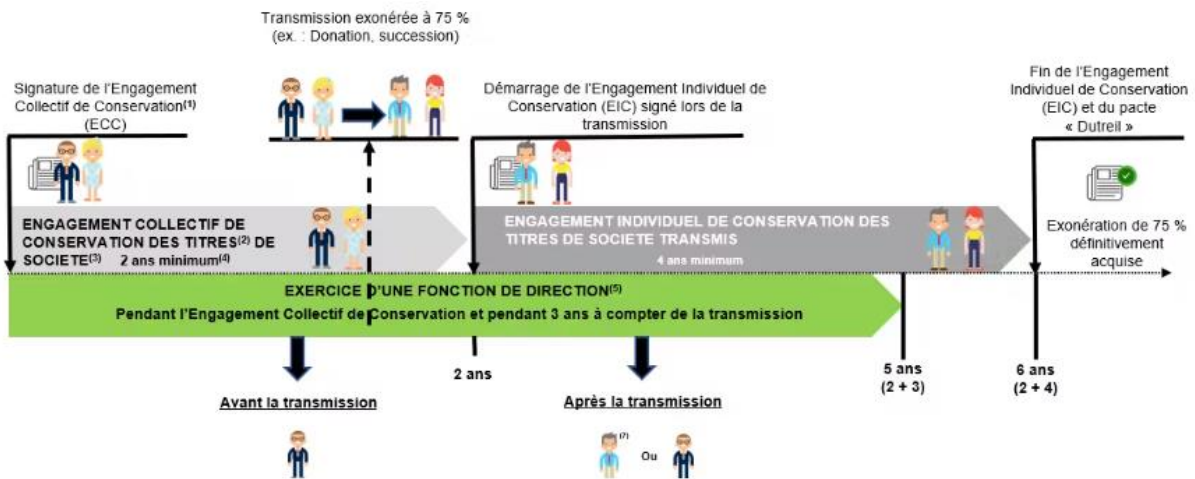 Transmission exonérée à 75 %
(ex. : Donation, succession)
Signature de l'Engagement
Collectif de Conservation(1)
(ECC)
Démarrage de l'Engagement Individuel de
Conservation (EIC) signé lors de la
transmission
Fin de l'Engagement
Individuel de Conservation
(EIC) et du pacte
« Dutreil »
ENGAGEMENT COLLECTIF DE
CONSERVATION DES TITRES(2) DE
SOCIETE(3) 2 ans minimum(4)
ENGAGEMENT INDIVIDUEL DE CONSERVATION DES
TITRES DE SOCIETE TRANSMIS
4 ans minimum
Exonération de 75 %
définitivement
acquise
EXERCICE D'UNE FONCTION DE DIRECTION(5)
Pendant l'Engagement Collectif de Conservation et pendant 3 ans à compter de la transmission
2 ans
5 ans
(2 + 3)
6 ans
(2 + 4)
Avant la transmission
Après la transmission
(7)
Ou